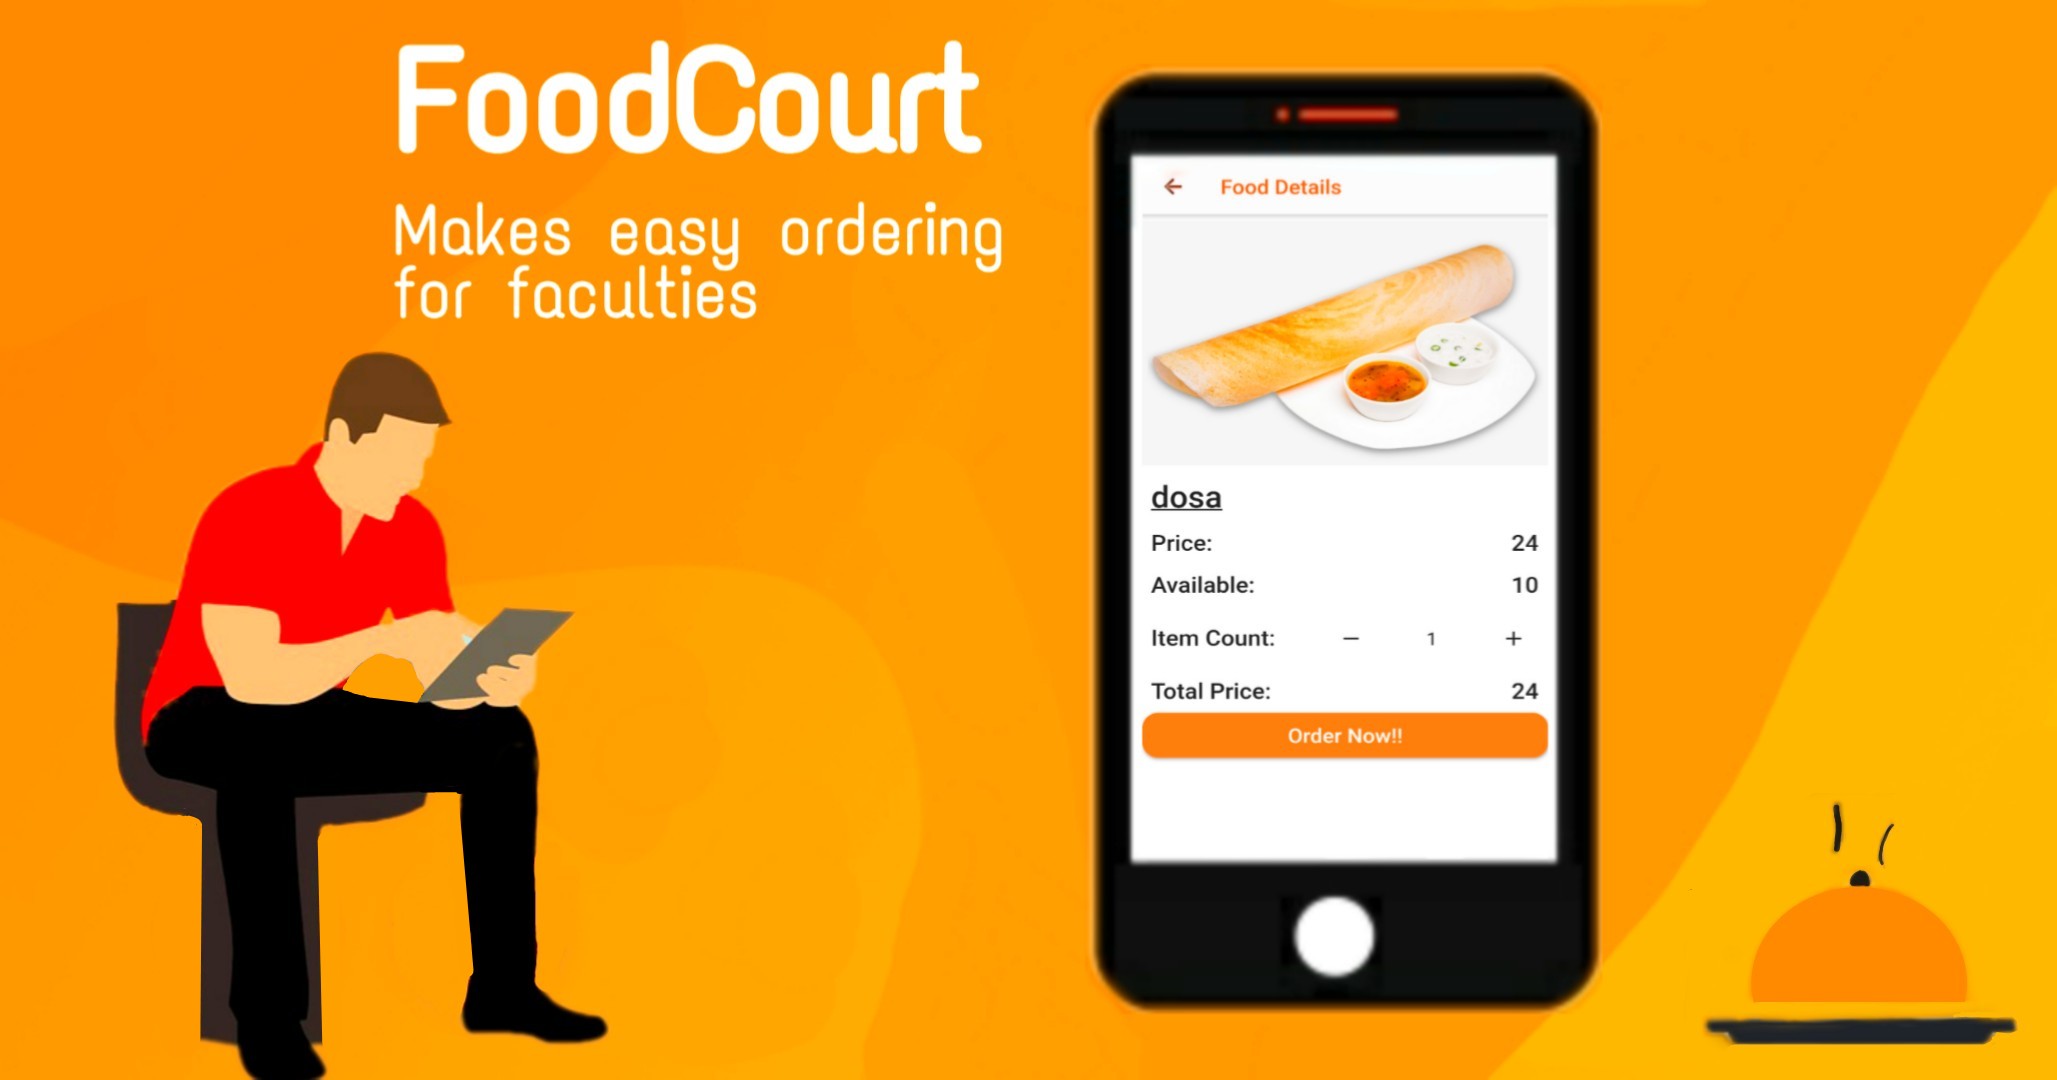 FoodCourt
Makes easy ordering
for faculties
Food Details
dosa
Price: 24
Available: 10
Item Count: − 1 +
Total Price: 24
Order Now!!